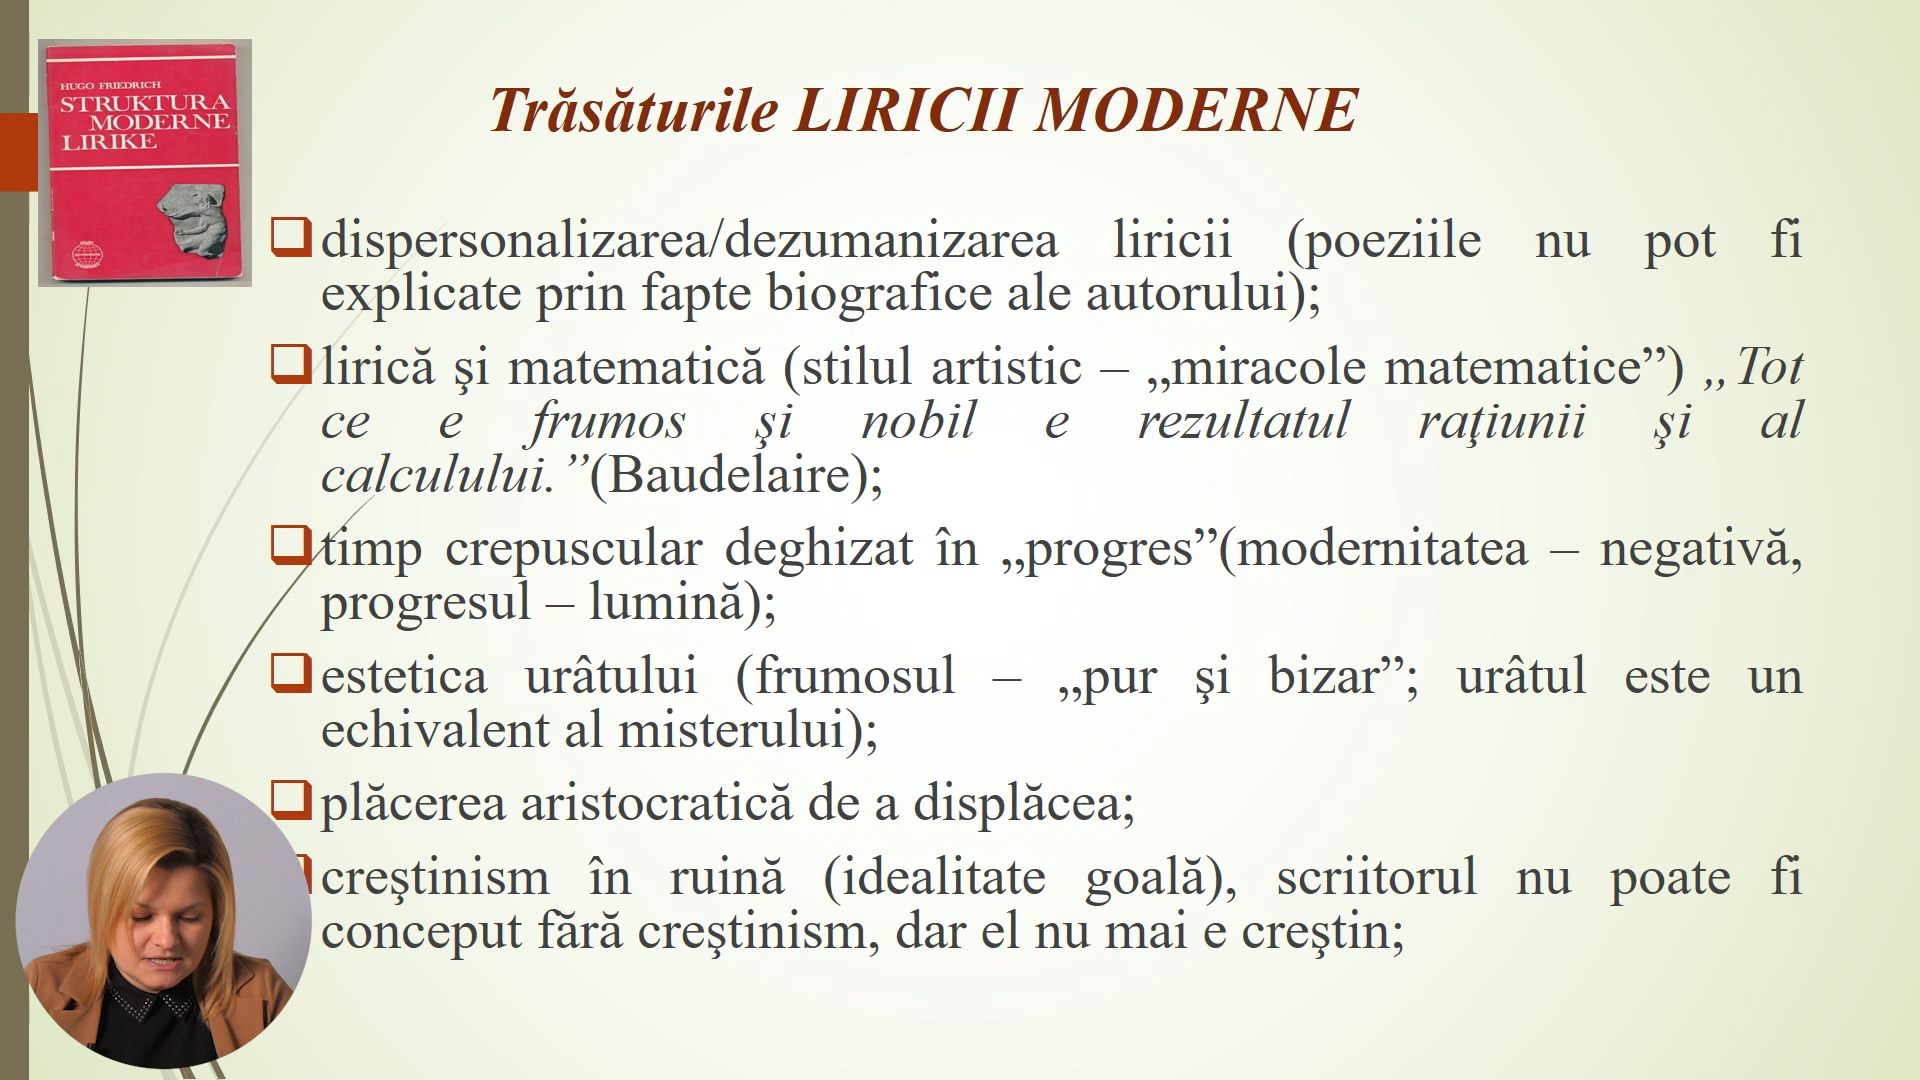 HUGO FRIEDRICH
STRUKTURA
MODERNE
LIRIKE
Trăsăturile LIRICII MODERNE
dispersonalizarea/dezumanizarea liricii (poeziile nu pot fi
explicate prin fapte biografice ale autorului);
lirică şi matematică (stilul artistic – „miracole matematice”) „Tot
ce e frumos şi nobil e rezultatul raţiunii şi al
calculului.”(Baudelaire);
timp crepuscular deghizat în „progres”(modernitatea – negativă,
progresul – lumină);
estetica urâtului (frumosul – „pur şi bizar”; urâtul este un
echivalent al misterului);
plăcerea aristocratică de a displăcea;
creştinism în ruină (idealitate goală), scriitorul nu poate fi
conceput fără creştinism, dar el nu mai e creştin;